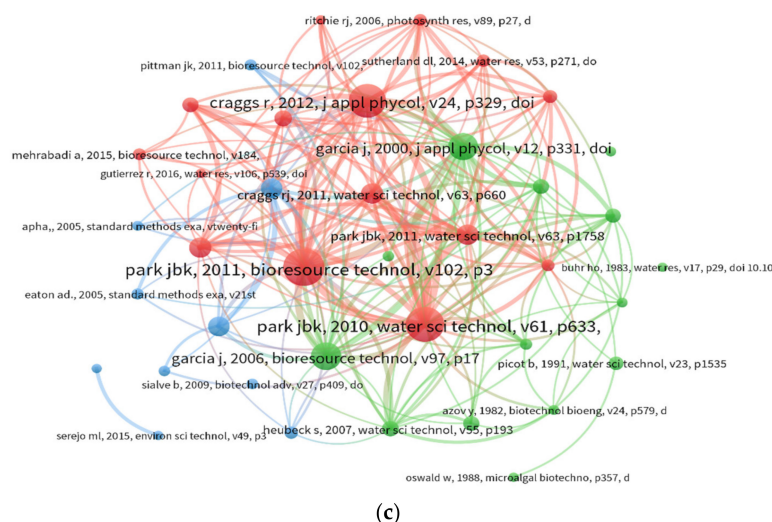 ritchie rj, 2006, photosynth res, v89, p27, d
pittman jk, 2011, bioresource technol, v102,
sutherland dl, 2014, water res, v53, p271, do
craggs r, 2012, j appl phycol, v24, p329, doi
garcia j, 2000, j appl phycol, v12, p331, doi
mehrabadi a, 2015, bioresource technol, v184,
gutierrez r, 2016, water res, v106, p539, doi
craggs rj, 2011, water sci technol, v63, p660
apha,, 2005, standard methods exa, vtwenty-fi
park jbk, 2011, water sci technol, v63, p1758
park jbk, 2011, bioresource technol, v102, p3
buhr ho, 1983, water res, v17, p29, doi 10.10
eaton ad., 2005, standard methods exa, v21st
park jbk, 2010, water sci technol, v61, p633,
garcia j, 2006, bioresource technol, v97, p17
picot b, 1991, water sci technol, v23, p1535
sialve b, 2009, biotechnol adv, v27, p409, do
azov y, 1982, biotechnol bioeng, v24, p579, d
heubeck s, 2007, water sci technol, v55, p193
serejo ml, 2015, environ sci technol, v49, p3
oswald w, 1988, microalgal biotechno, p357, d
(c)